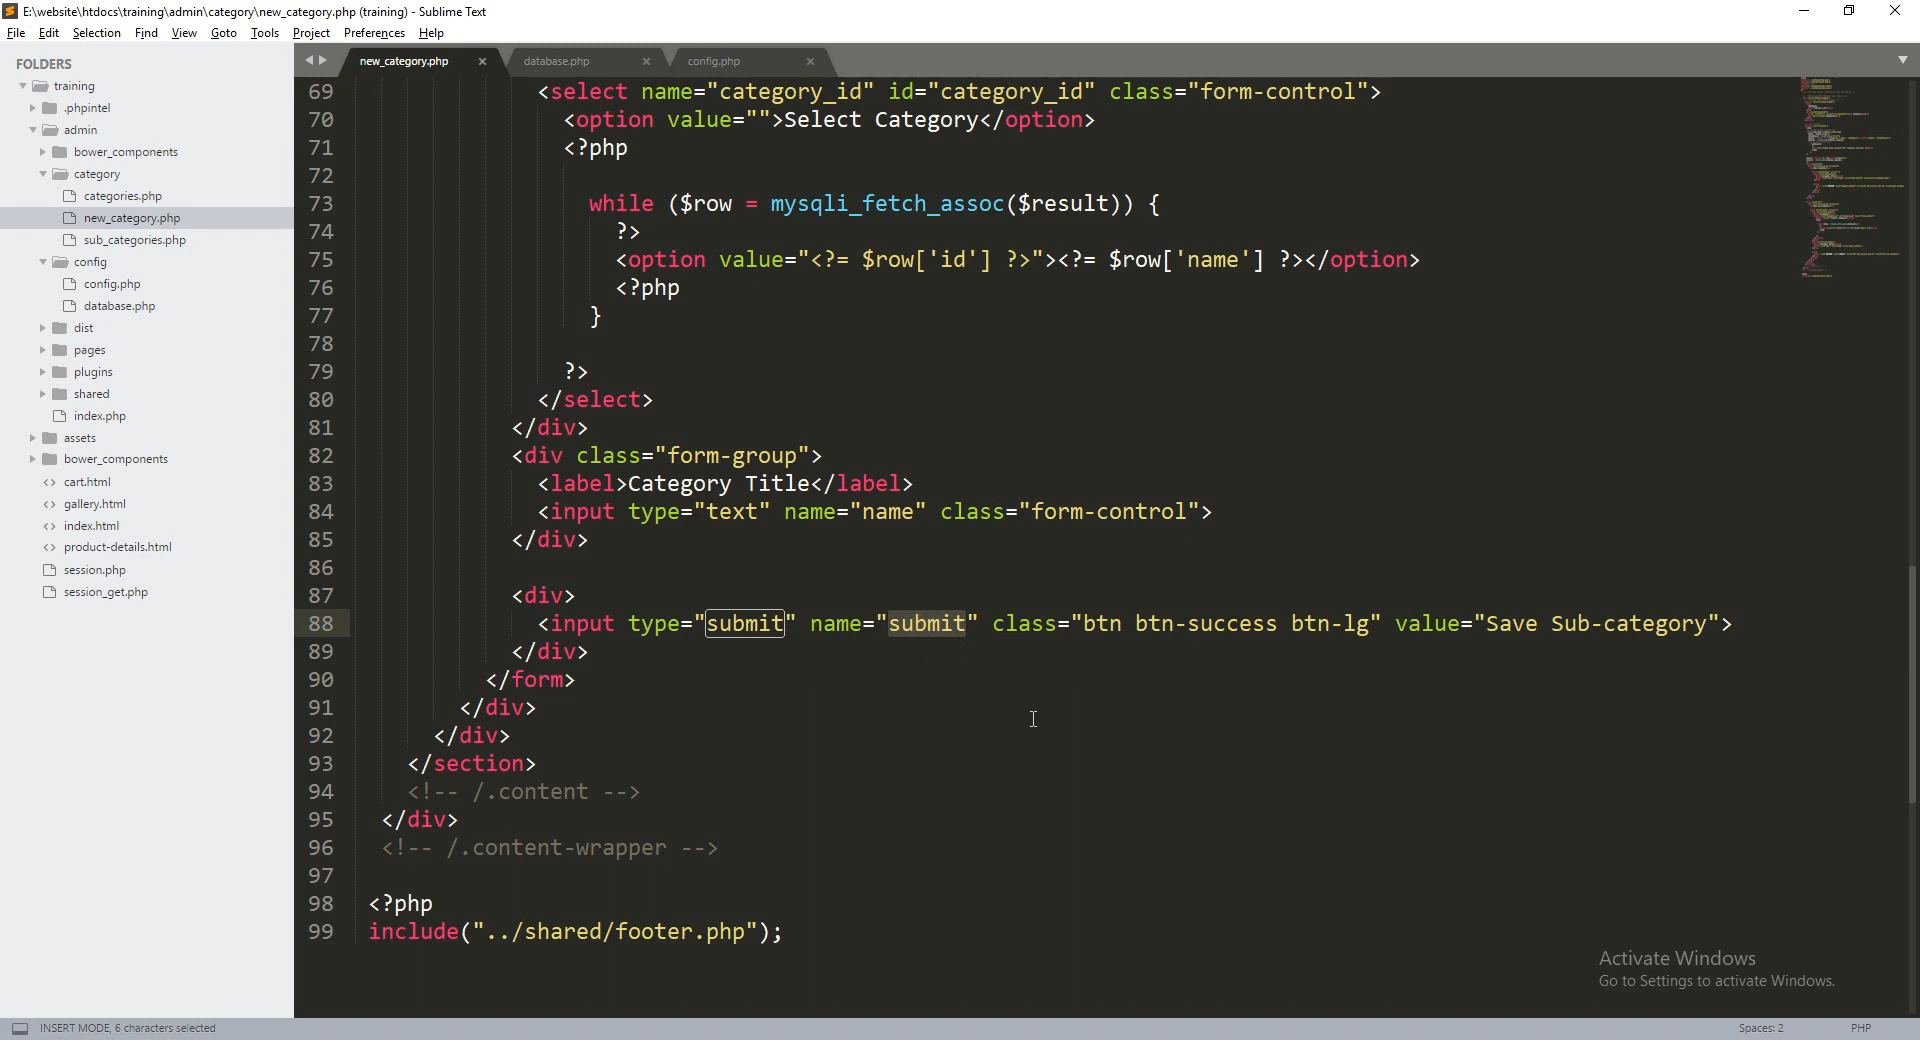 E:\website\htdocs\training\admin\category\new_category.php (training) - Sublime Text
File Edit Selection Find View Goto Tools Project Preferences Help
FOLDERS
training
.phpintel
admin
bower_components
category
categories.php
new_category.php
sub_categories.php
config
config.php
database.php
dist
pages
plugins
shared
index.php
assets
bower_components
cart.html
gallery.html
index.html
product-details.html
session.php
session_get.php
new_category.php database.php config.php
69 <select name="category_id" id="category_id" class="form-control">
70 <option value="">Select Category</option>
71 <?php
72
73 while ($row = mysqli_fetch_assoc($result)) {
74 ?>
75 <option value="<?= $row['id'] ?>"><?= $row['name'] ?></option>
76 <?php
77 }
78
79 ?>
80 </select>
81 </div>
82 <div class="form-group">
83 <label>Category Title</label>
84 <input type="text" name="name" class="form-control">
85 </div>
86
87 <div>
88 <input type="submit" name="submit" class="btn btn-success btn-lg" value="Save Sub-category">
89 </div>
90 </form>
91 </div>
92 </div>
93 </section>
94 <!-- /.content -->
95 </div>
96 <!-- /.content-wrapper -->
97
98 <?php
99 include("../shared/footer.php");
Activate Windows
Go to Settings to activate Windows.
INSERT MODE, 6 characters selected Spaces: 2 PHP